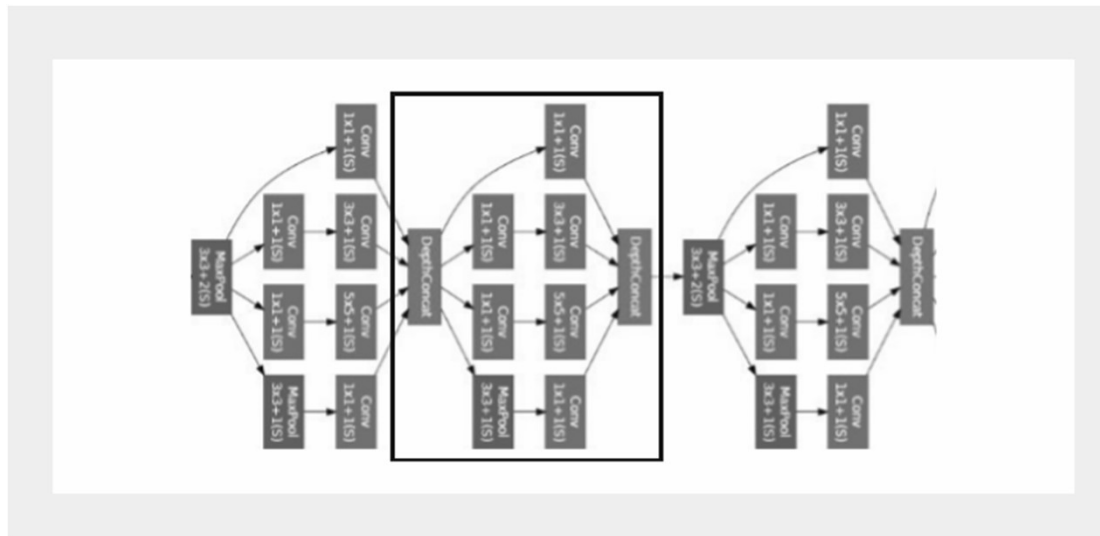 MaxPool
3x3+2(S)
Conv
1x1+1(S)
Conv
1x1+1(S)
Conv
1x1+1(S)
MaxPool
3x3+1(S)
Conv
3x3+1(S)
Conv
5x5+1(S)
Conv
1x1+1(S)
DepthConcat
Conv
1x1+1(S)
Conv
1x1+1(S)
Conv
1x1+1(S)
MaxPool
3x3+1(S)
Conv
3x3+1(S)
Conv
5x5+1(S)
Conv
1x1+1(S)
DepthConcat
MaxPool
3x3+2(S)
Conv
1x1+1(S)
Conv
1x1+1(S)
Conv
1x1+1(S)
MaxPool
3x3+1(S)
Conv
3x3+1(S)
Conv
5x5+1(S)
Conv
1x1+1(S)
DepthConcat